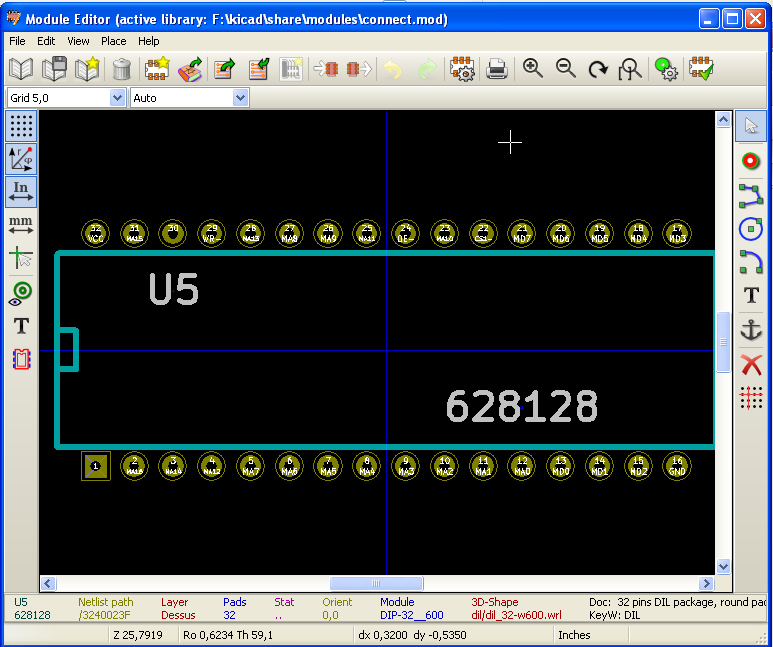 Module Editor (active library: F:\kicad\share\modules\connect.mod)
File Edit View Place Help
Grid 5,0 Auto
In
mm
T
T
32 31 30 29 28 27 26 25 24 23 22 21 20 19 18 17
VCC MA15 WR- MA13 MA8 MA9 MA11 OE- MA10 CS1- MD7 MD6 MD5 MD4 MD3
U5
628128
1 2 3 4 5 6 7 8 9 10 11 12 13 14 15 16
MA16 MA14 MA12 MA7 MA6 MA5 MA4 MA3 MA2 MA1 MA0 MD0 MD1 MD2 GND
U5 Netlist path Layer Pads Stat Orient Module 3D-Shape Doc: 32 pins DIL package, round pad
628128 /3240023F Dessus 32 .. 0,0 DIP-32__600 dil/dil_32-w600.wrl KeyW: DIL
Z 25,7919 Ro 0,6234 Th 59,1 dx 0,3200 dy -0,5350 Inches